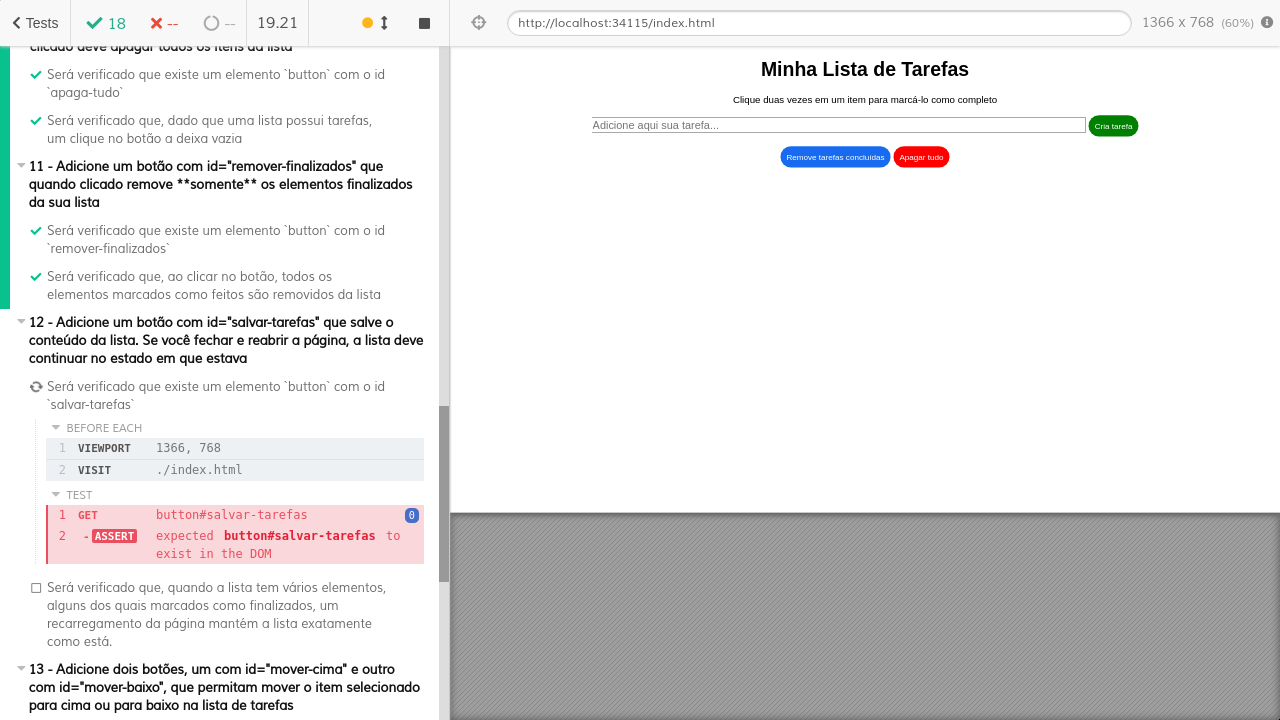 Tests
18
--
--
19.21
http://localhost:34115/index.html
1366 x 768 (60%)
clicado deve apagar todos os itens da lista
Será verificado que existe um elemento `button` com o id
`apaga-tudo`
Será verificado que, dado que uma lista possui tarefas,
um clique no botão a deixa vazia
11 - Adicione um botão com id="remover-finalizados" que
quando clicado remove **somente** os elementos finalizados
da sua lista
Será verificado que existe um elemento `button` com o id
`remover-finalizados`
Será verificado que, ao clicar no botão, todos os
elementos marcados como feitos são removidos da lista
12 - Adicione um botão com id="salvar-tarefas" que salve o
conteúdo da lista. Se você fechar e reabrir a página, a lista deve
continuar no estado em que estava
Será verificado que existe um elemento `button` com o id
`salvar-tarefas`
BEFORE EACH
1 VIEWPORT 1366, 768
2 VISIT ./index.html
TEST
1 GET button#salvar-tarefas 0
2 -ASSERT expected button#salvar-tarefas to
exist in the DOM
Será verificado que, quando a lista tem vários elementos,
alguns dos quais marcados como finalizados, um
recarregamento da página mantém a lista exatamente
como está.
13 - Adicione dois botões, um com id="mover-cima" e outro
com id="mover-baixo", que permitam mover o item selecionado
para cima ou para baixo na lista de tarefas
Minha Lista de Tarefas
Clique duas vezes em um item para marcá-lo como completo
Adicione aqui sua tarefa...
Cria tarefa
Remove tarefas concluídas
Apagar tudo